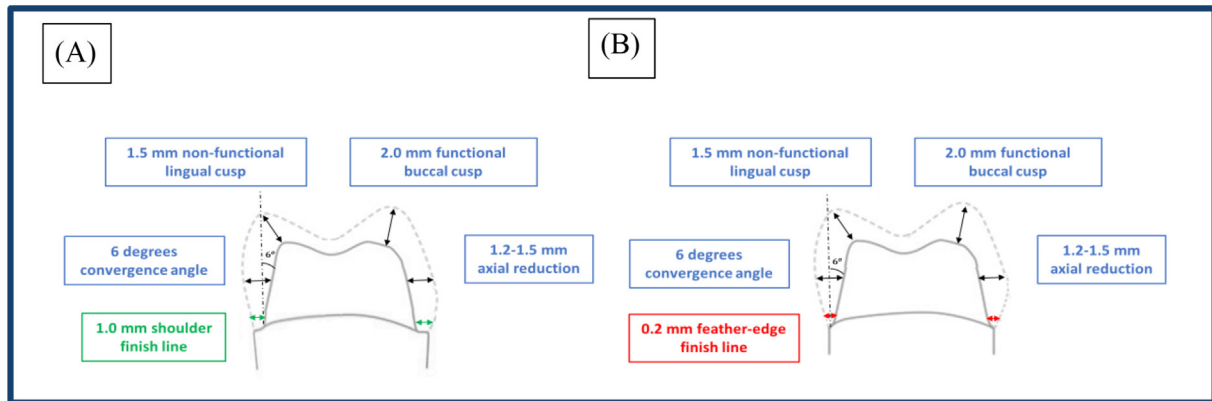 (A)
1.5 mm non-functional
lingual cusp
2.0 mm functional
buccal cusp
6 degrees
convergence angle
6°
1.2-1.5 mm
axial reduction
1.0 mm shoulder
finish line
(B)
1.5 mm non-functional
lingual cusp
2.0 mm functional
buccal cusp
6 degrees
convergence angle
6°
1.2-1.5 mm
axial reduction
0.2 mm feather-edge
finish line